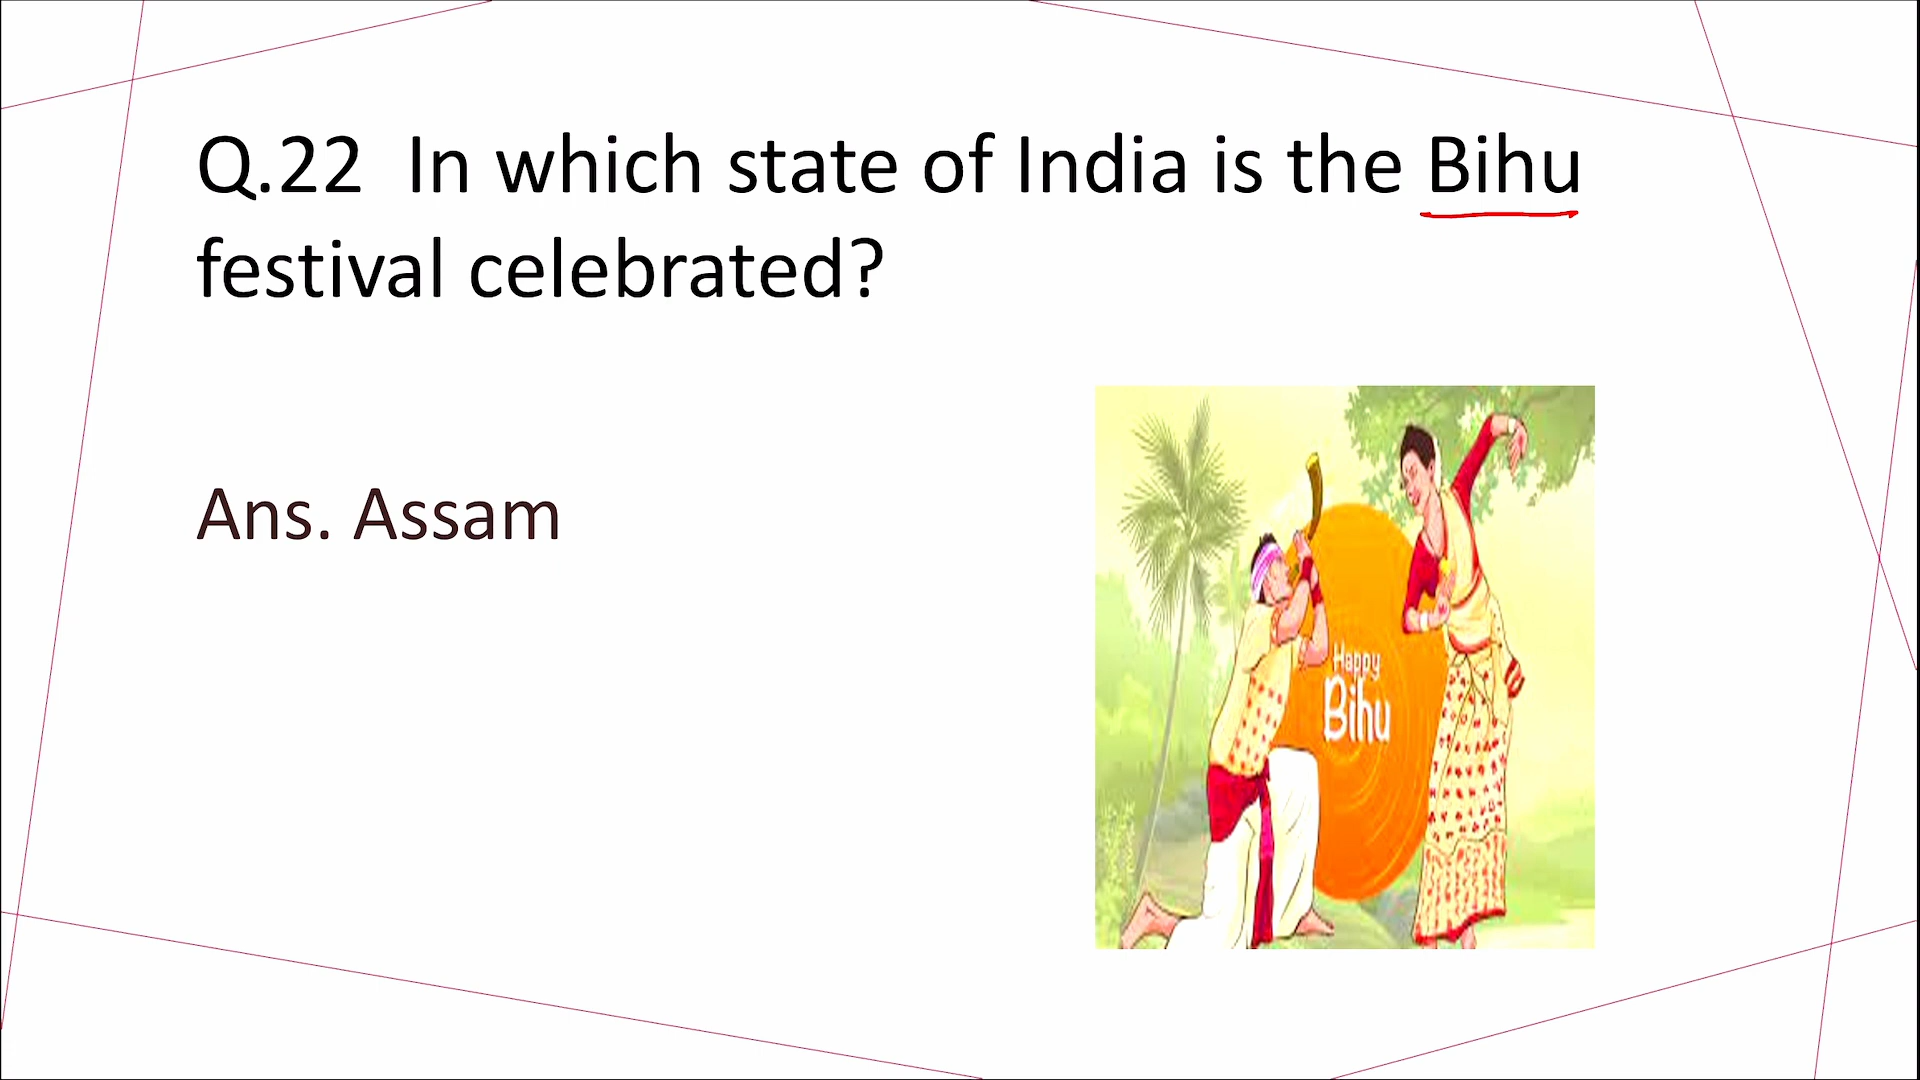 Q.22 In which state of India is the Bihu
festival celebrated?
Ans. Assam
Happy
Bihu